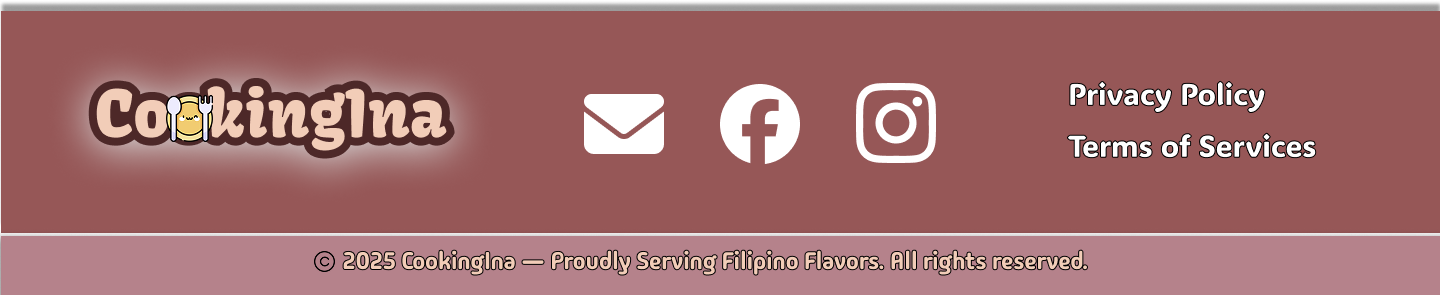 CookingIna
Privacy Policy
Terms of Services
© 2025 CookingIna — Proudly Serving Filipino Flavors. All rights reserved.